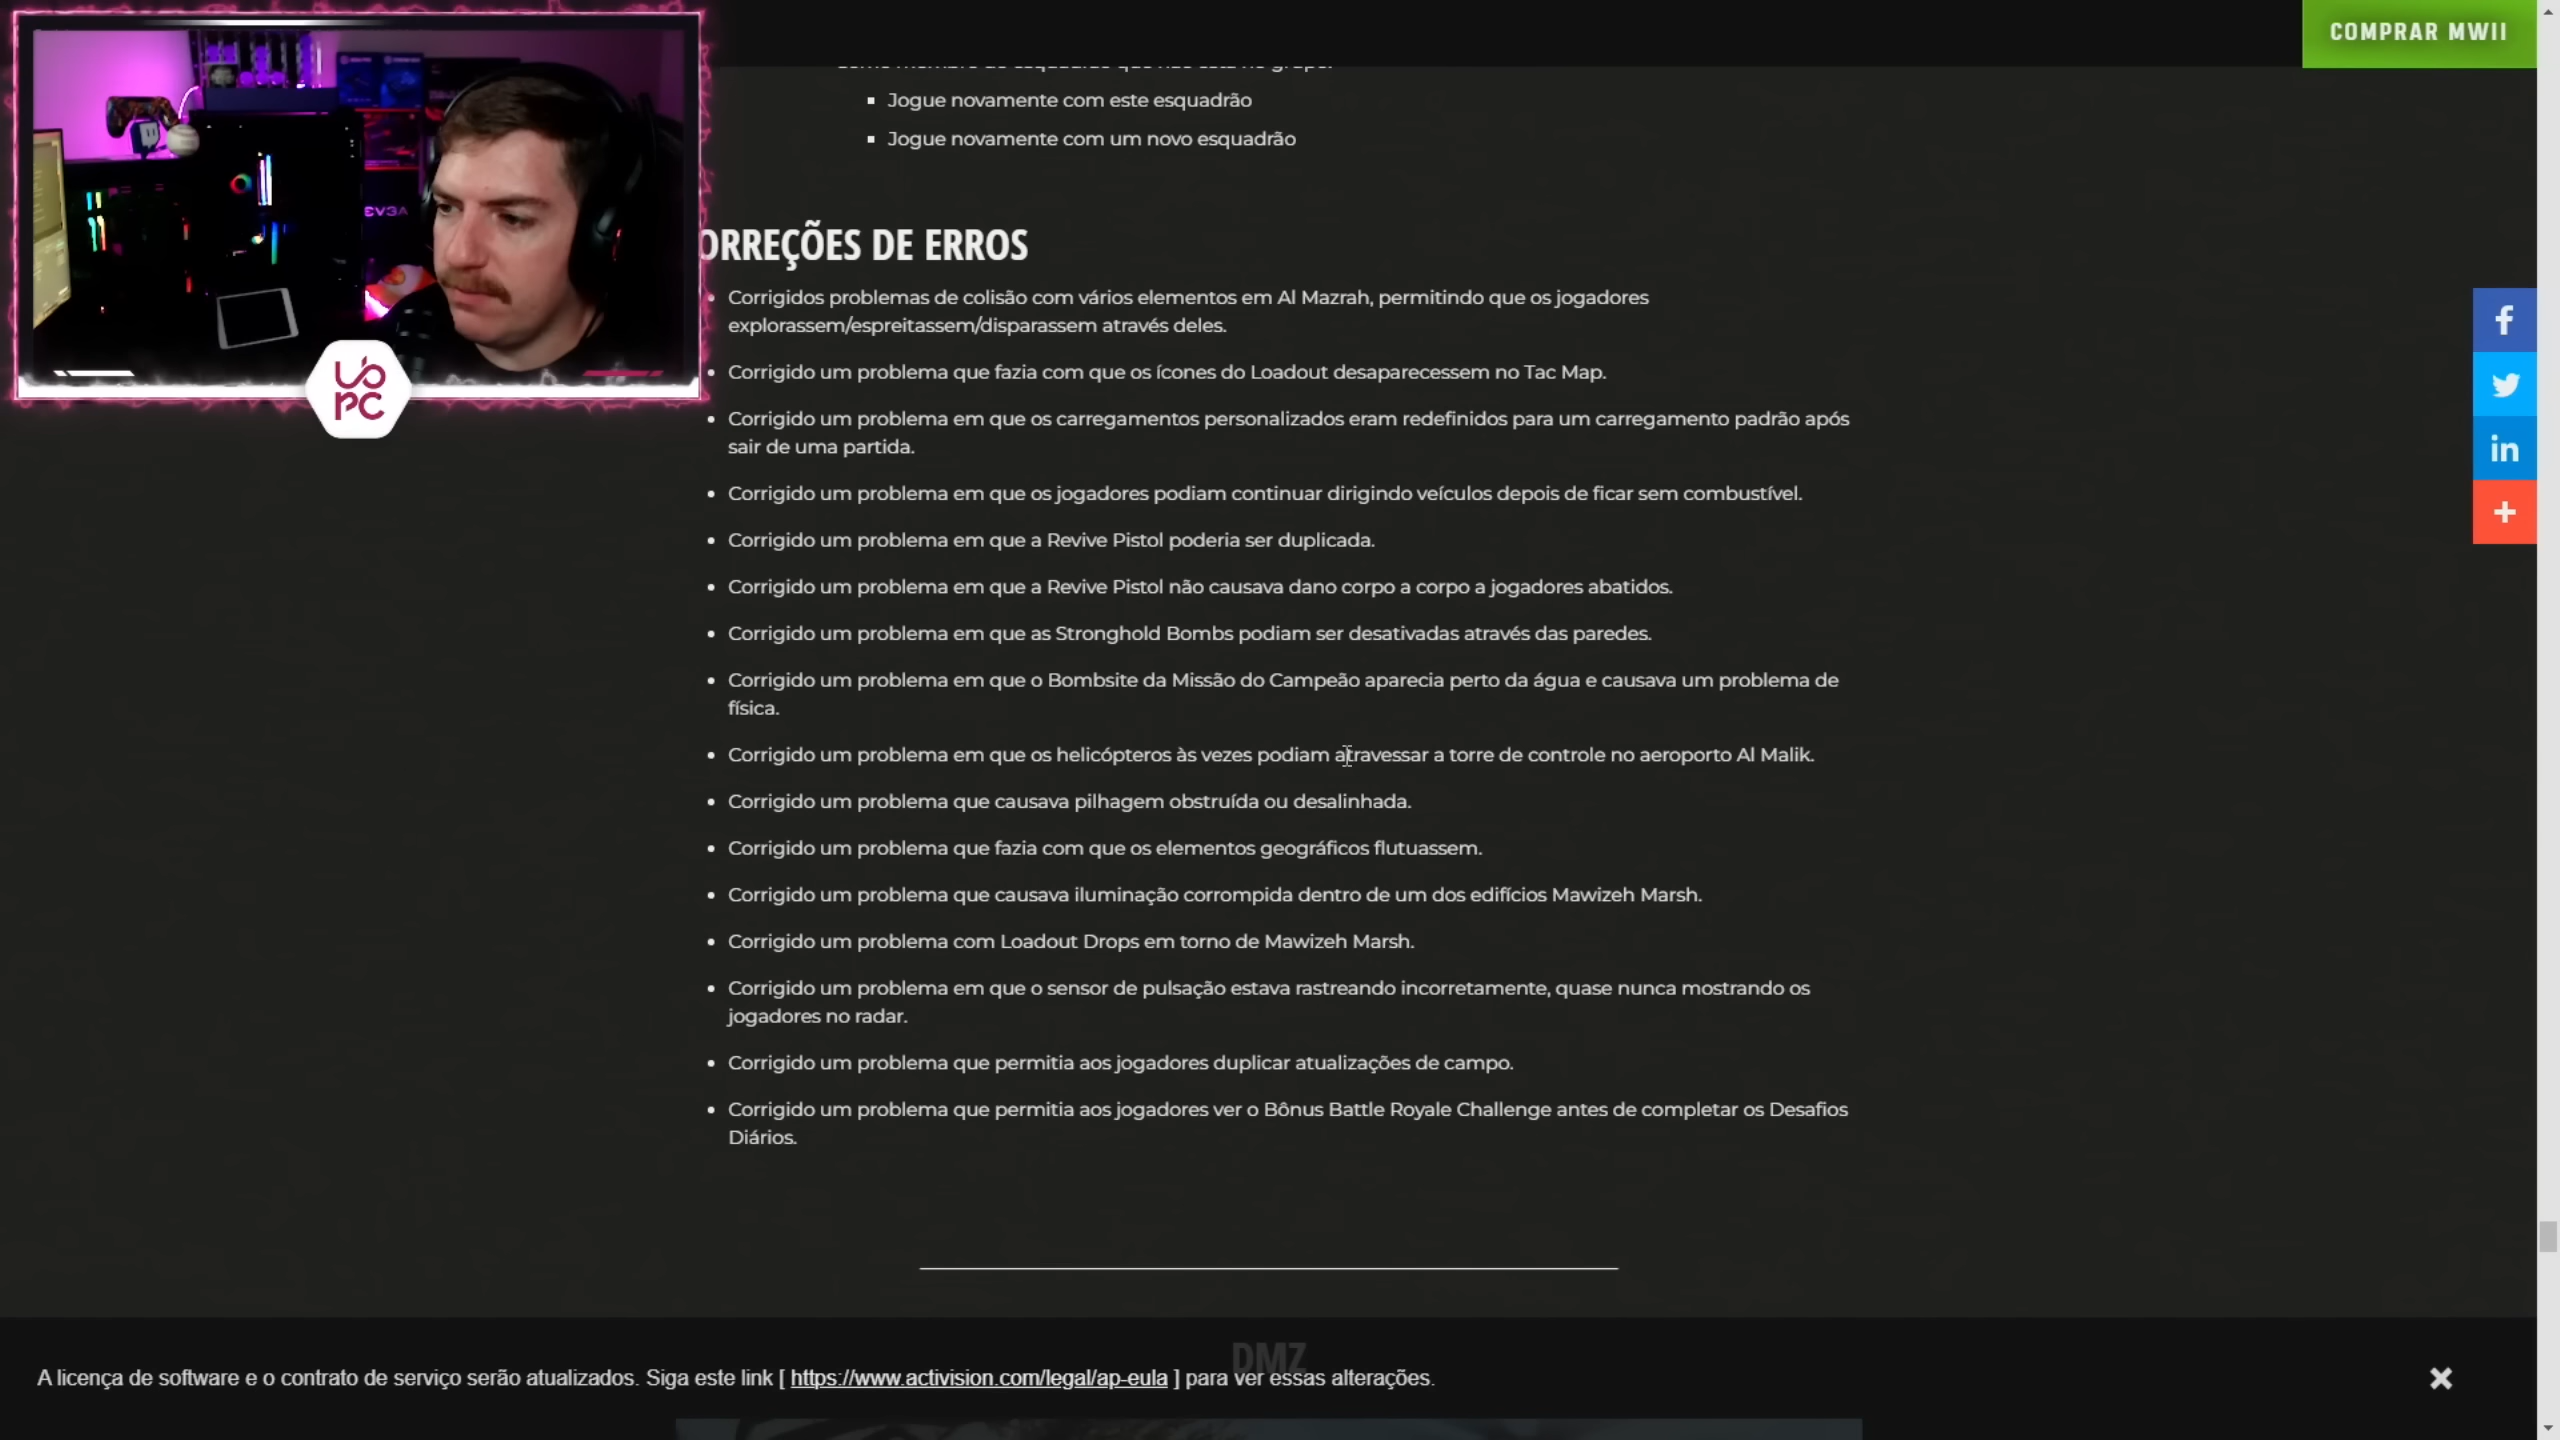 COMPRAR MWII
Jogue novamente com este esquadrão
Jogue novamente com um novo esquadrão
EVGA
ORREÇÕES DE ERROS
Corrigidos problemas de colisão com vários elementos em Al Mazrah, permitindo que os jogadores
explorassem/espreitassem/disparassem através deles.
Corrigido um problema que fazia com que os ícones do Loadout desaparecessem no Tac Map.
Corrigido um problema em que os carregamentos personalizados eram redefinidos para um carregamento padrão após
sair de uma partida.
Corrigido um problema em que os jogadores podiam continuar dirigindo veículos depois de ficar sem combustível.
Corrigido um problema em que a Revive Pistol poderia ser duplicada.
Corrigido um problema em que a Revive Pistol não causava dano corpo a corpo a jogadores abatidos.
Corrigido um problema em que as Stronghold Bombs podiam ser desativadas através das paredes.
Corrigido um problema em que o Bombsite da Missão do Campeão aparecia perto da água e causava um problema de
física.
Corrigido um problema em que os helicópteros às vezes podiam atravessar a torre de controle no aeroporto Al Malik.
Corrigido um problema que causava pilhagem obstruída ou desalinhada.
Corrigido um problema que fazia com que os elementos geográficos flutuassem.
Corrigido um problema que causava iluminação corrompida dentro de um dos edifícios Mawizeh Marsh.
Corrigido um problema com Loadout Drops em torno de Mawizeh Marsh.
Corrigido um problema em que o sensor de pulsação estava rastreando incorretamente, quase nunca mostrando os
jogadores no radar.
Corrigido um problema que permitia aos jogadores duplicar atualizações de campo.
Corrigido um problema que permitia aos jogadores ver o Bônus Battle Royale Challenge antes de completar os Desafios
Diários.
DMZ
A licença de software e o contrato de serviço serão atualizados. Siga este link [ https://www.activision.com/legal/ap-eula ] para ver essas alterações.